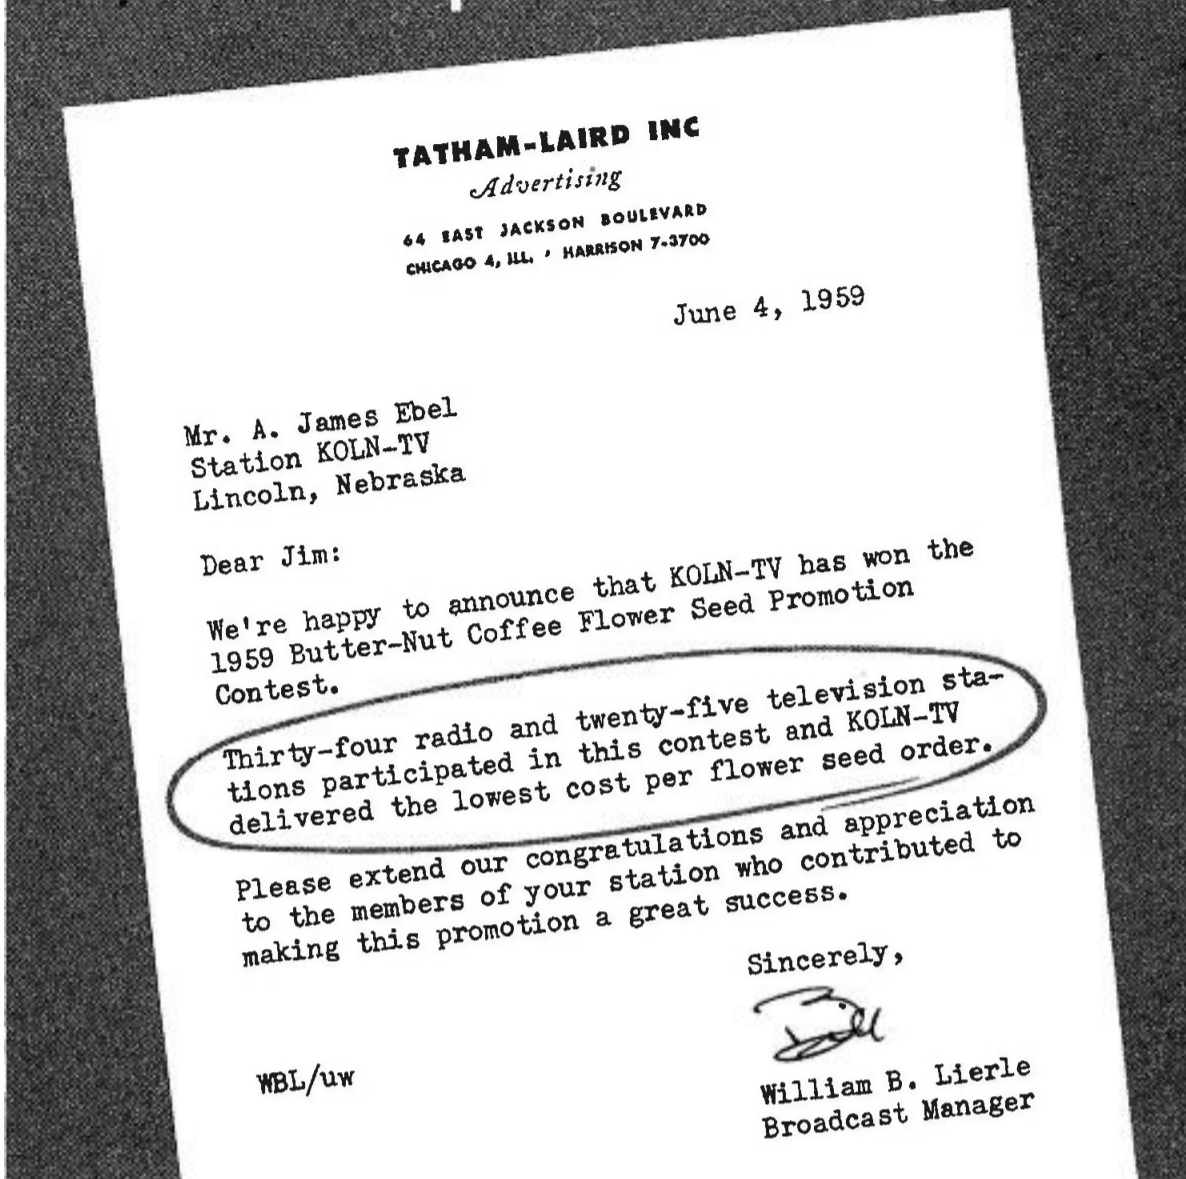 TATHAM-LAIRD INC
Advertising
64 EAST JACKSON BOULEVARD
CHICAGO 4, ILL. · HARRISON 7-3700
June 4, 1959
Mr. A. James Ebel
Station KOLN-TV
Lincoln, Nebraska
Dear Jim:
We're happy to announce that KOLN-TV has won the
1959 Butter-Nut Coffee Flower Seed Promotion
Contest.
Thirty-four radio and twenty-five television sta-
tions participated in this contest and KOLN-TV
delivered the lowest cost per flower seed order.
Please extend our congratulations and appreciation
to the members of your station who contributed to
making this promotion a great success.
Sincerely,
Bill
WBL/uw
William B. Lierle
Broadcast Manager